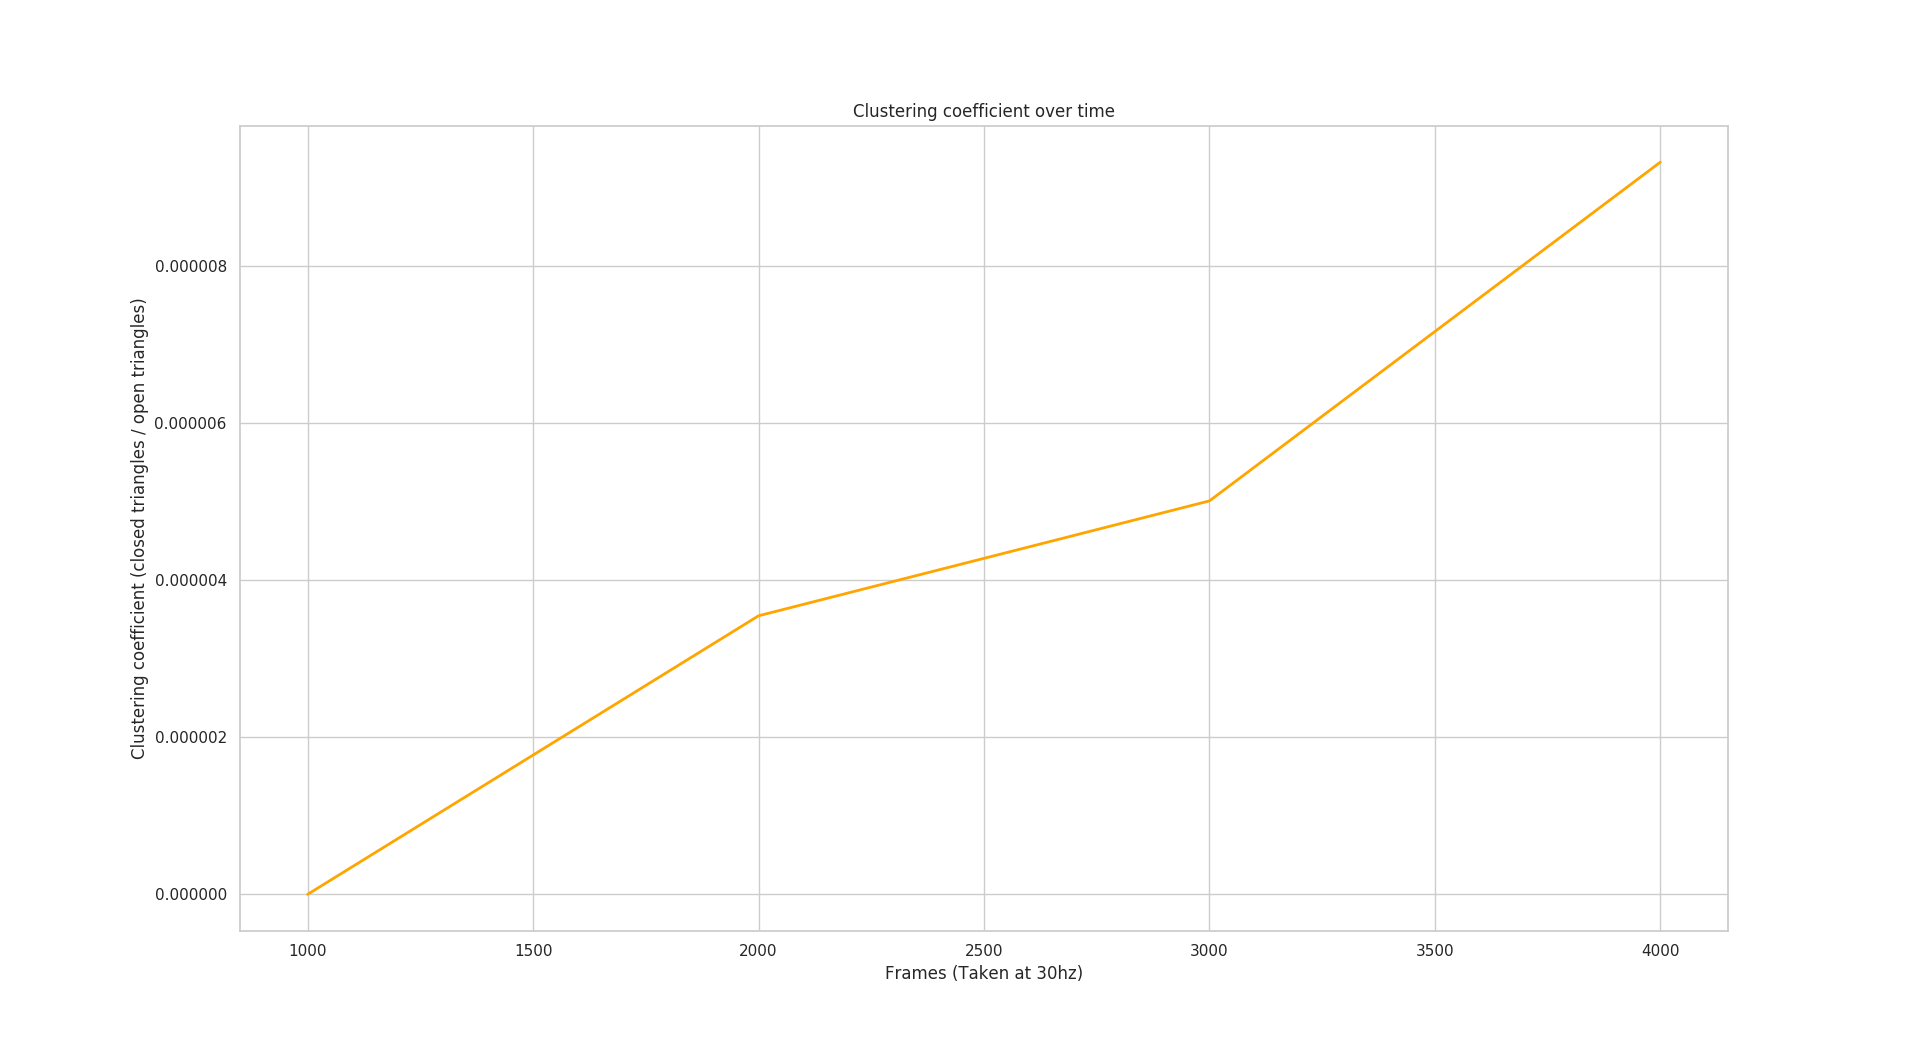 Clustering coefficient over time
Clustering coefficient (closed triangles / open triangles)
0.000008
0.000006
0.000004
0.000002
0.000000
1000 1500 2000 2500 3000 3500 4000
Frames (Taken at 30hz)